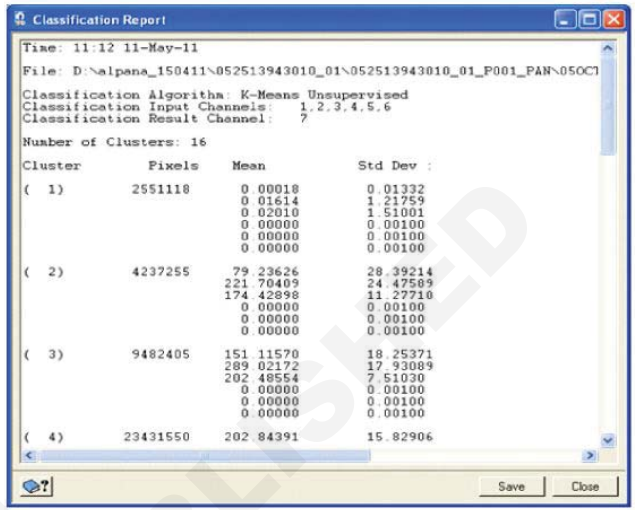 Classification Report
Time: 11:12 11-May-11
File: D:\alpana_150411\052513943010_01\052513943010_01_P001_PAN\05OCT
Classification Algorithm: K-Means Unsupervised
Classification Input Channels: 1,2,3,4,5,6
Classification Result Channel: 7
Number of Clusters: 16
Cluster Pixels Mean Std Dev :
( 1) 2551118 0.00018 0.01332
0.01614 1.21759
0.02010 1.51001
0.00000 0.00100
0.00000 0.00100
0.00000 0.00100
( 2) 4237255 79.23626 28.39214
221.70409 24.47589
174.42898 11.27710
0.00000 0.00100
0.00000 0.00100
0.00000 0.00100
( 3) 9482405 151.11570 18.25371
289.02172 17.93089
202.48554 7.51030
0.00000 0.00100
0.00000 0.00100
0.00000 0.00100
( 4) 23431550 202.84391 15.82906
Save Close